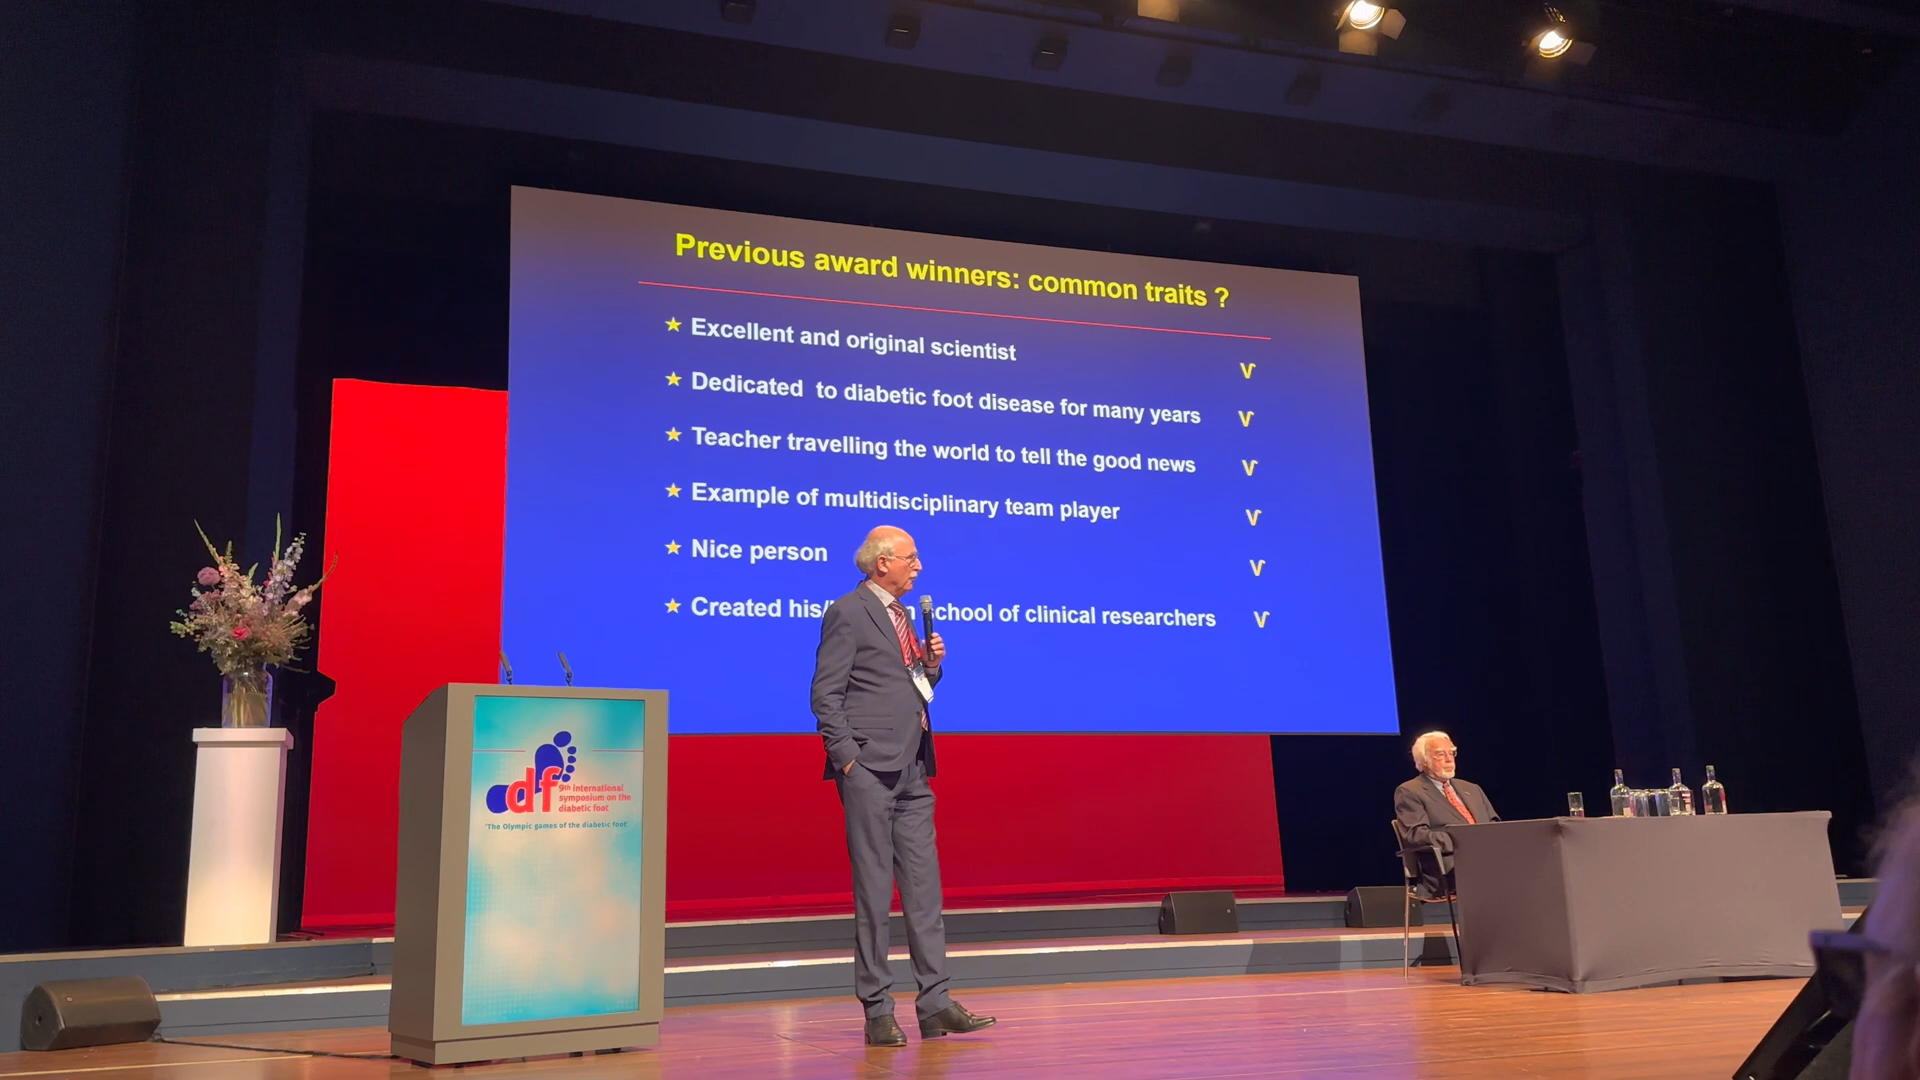 Previous award winners: common traits ?
★ Excellent and original scientist √
★ Dedicated to diabetic foot disease for many years √
★ Teacher travelling the world to tell the good news √
★ Example of multidisciplinary team player √
★ Nice person √
★ Created his/ school of clinical researchers √
df
9th international
symposium on the
diabetic foot
'The Olympic games of the diabetic foot'